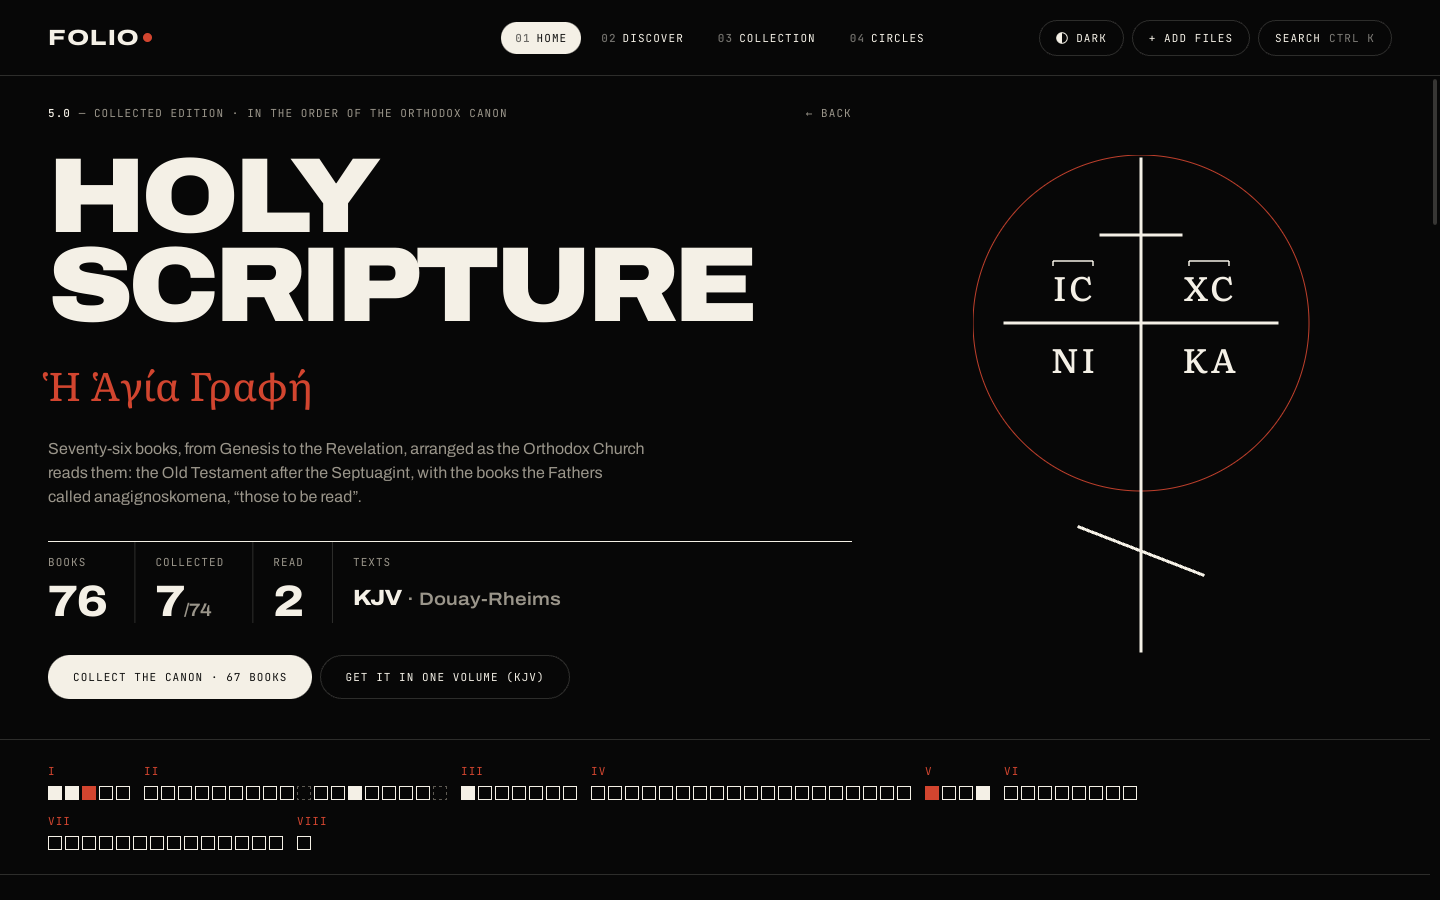 FOLIO
01 HOME
02 DISCOVER
03 COLLECTION
04 CIRCLES
DARK
+ ADD FILES
SEARCH CTRL K
5.0 — COLLECTED EDITION · IN THE ORDER OF THE ORTHODOX CANON
← BACK
HOLY
SCRIPTURE
Ἡ Ἁγία Γραφή
Seventy-six books, from Genesis to the Revelation, arranged as the Orthodox Church
reads them: the Old Testament after the Septuagint, with the books the Fathers
called anagignoskomena, “those to be read”.
BOOKS
76
COLLECTED
7/74
READ
2
TEXTS
KJV · Douay-Rheims
COLLECT THE CANON · 67 BOOKS
GET IT IN ONE VOLUME (KJV)
IC XC
NI KA
I
II
III
IV
V
VI
VII
VIII